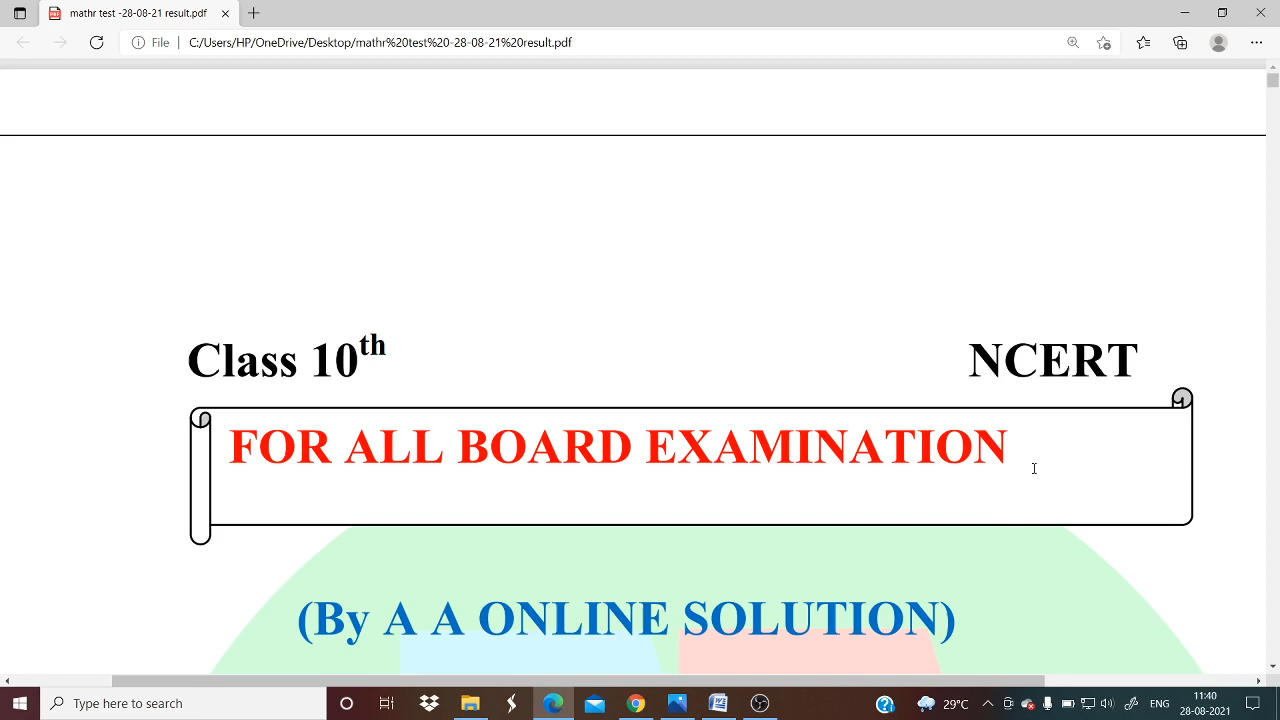 mathr test -28-08-21 result.pdf
File
C:/Users/HP/OneDrive/Desktop/mathr%20test%20-28-08-21%20result.pdf
Class 10th
NCERT
FOR ALL BOARD EXAMINATION
(By A A ONLINE SOLUTION)
Type here to search
29°C
ENG
11:40
28-08-2021